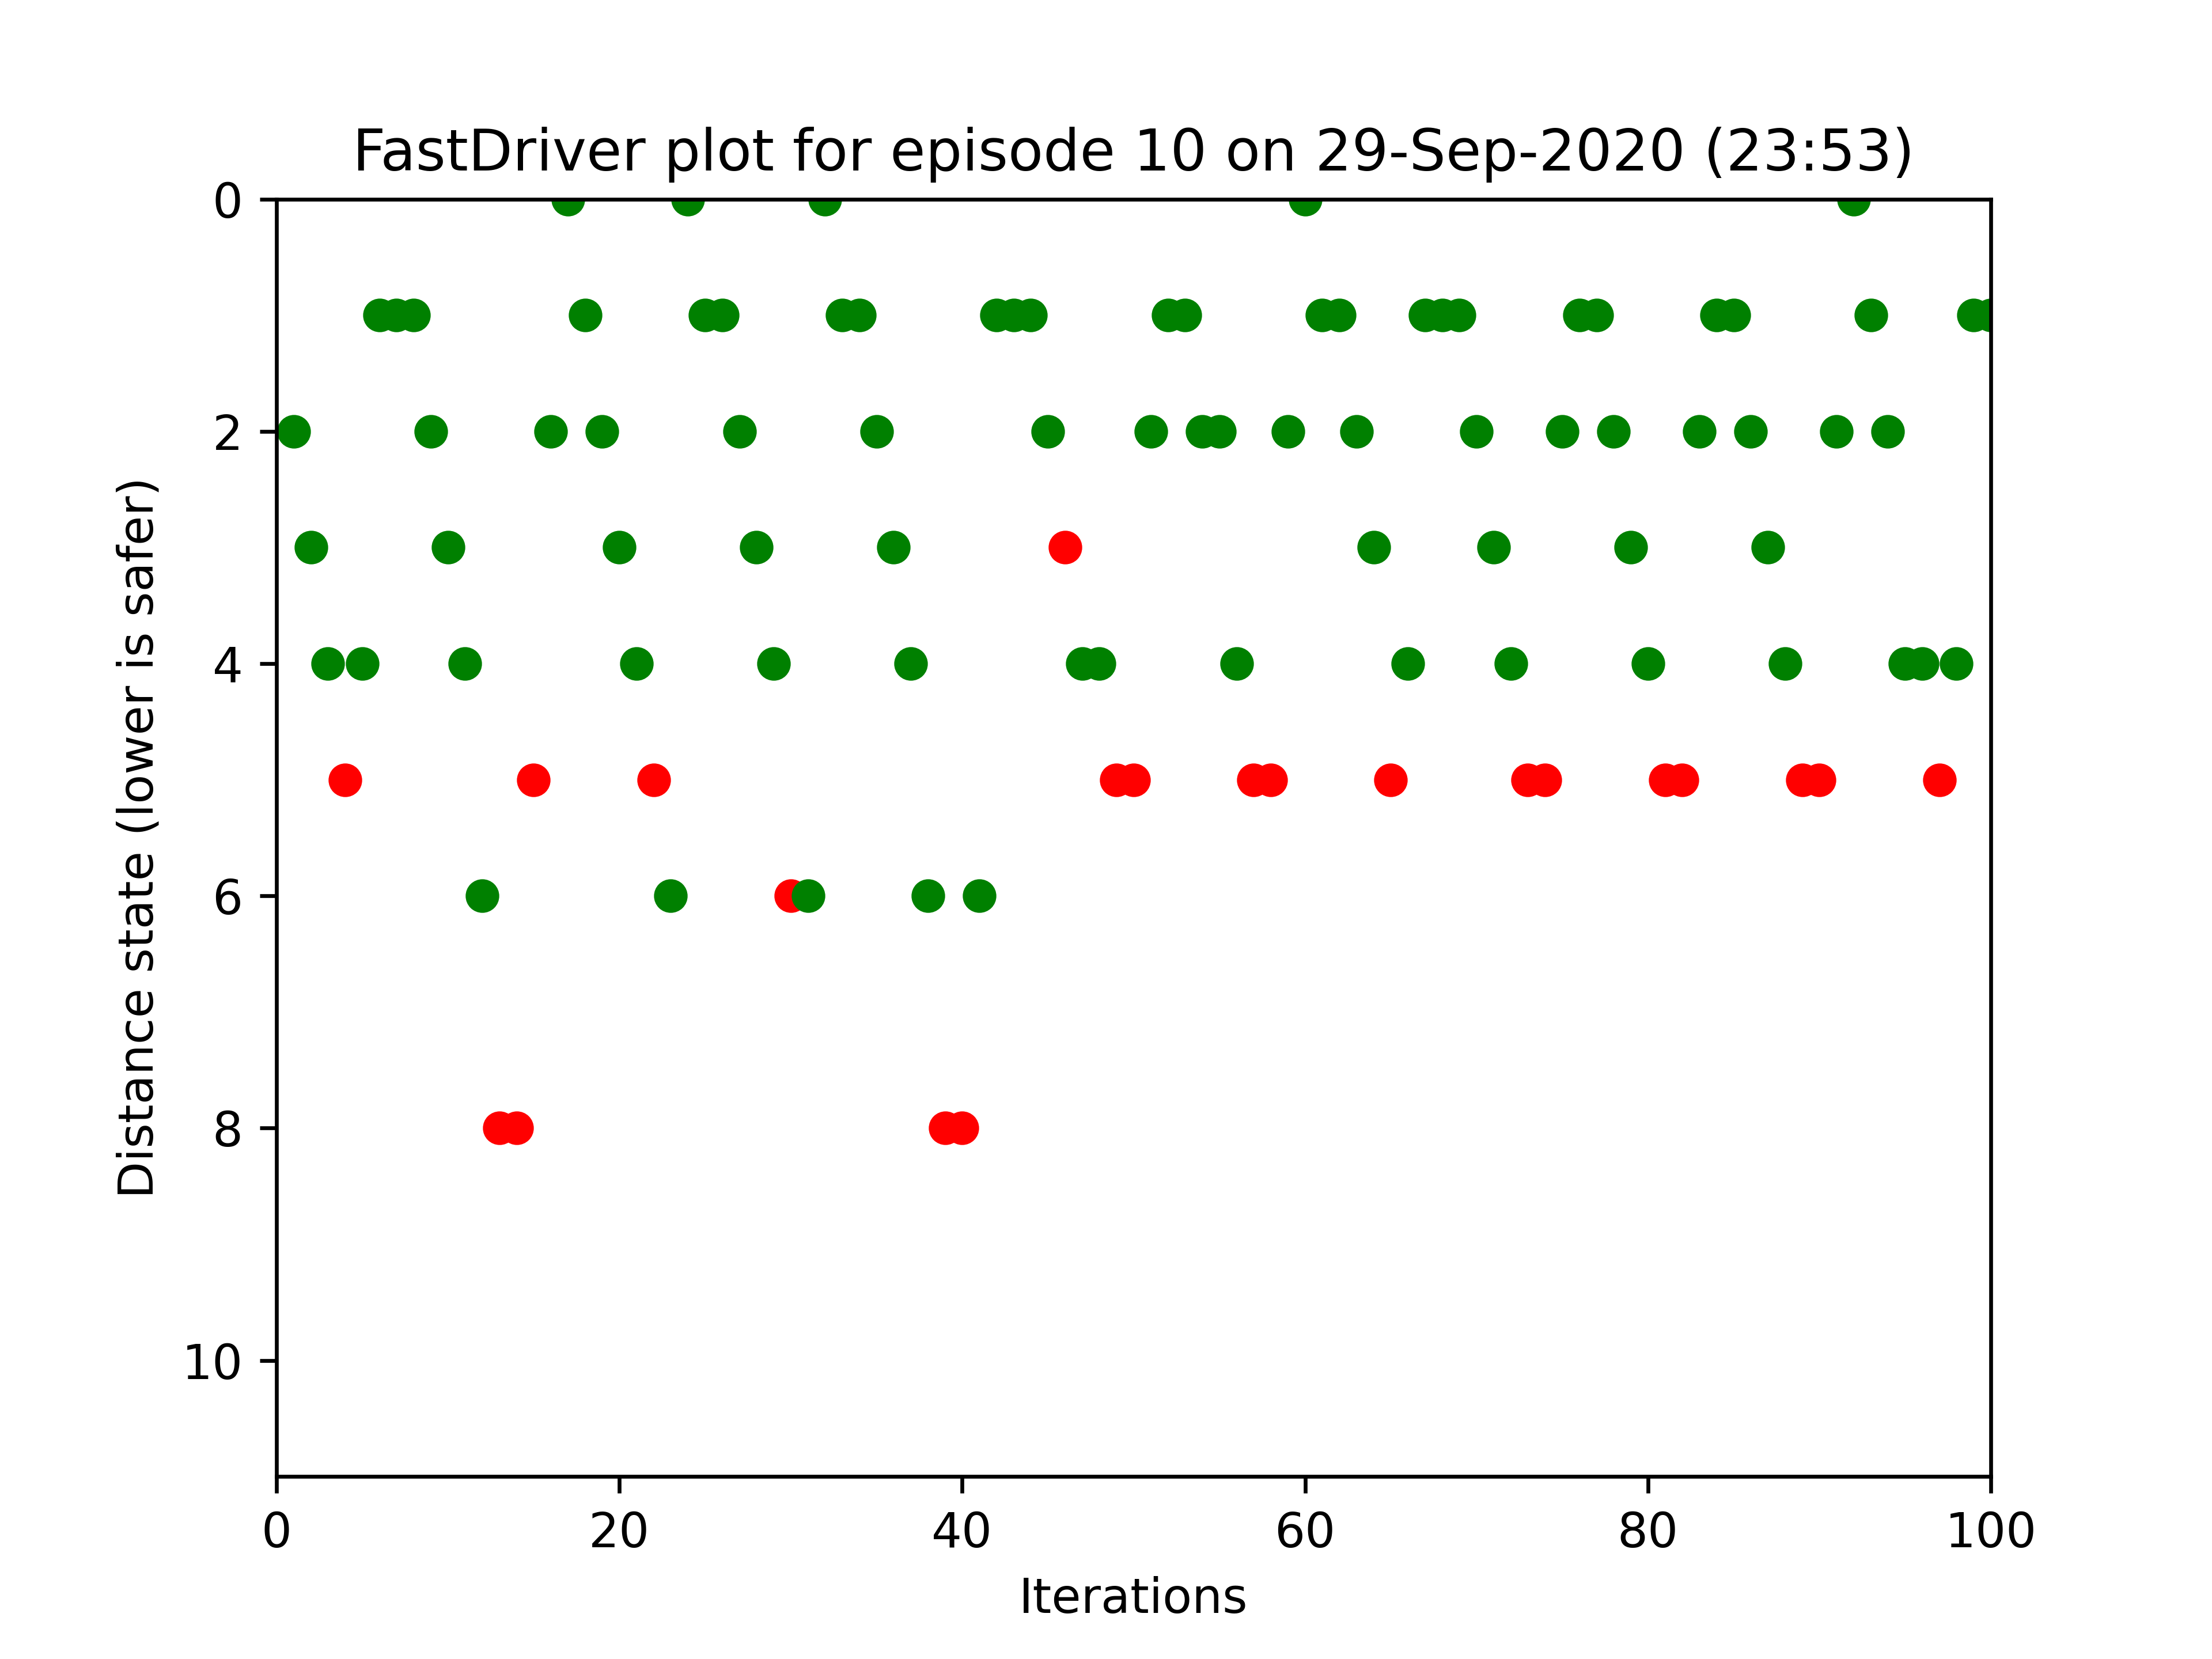 FastDriver plot for episode 10 on 29-Sep-2020 (23:53)
0
2
4
6
8
10
Distance state (lower is safer)
0 20 40 60 80 100
Iterations